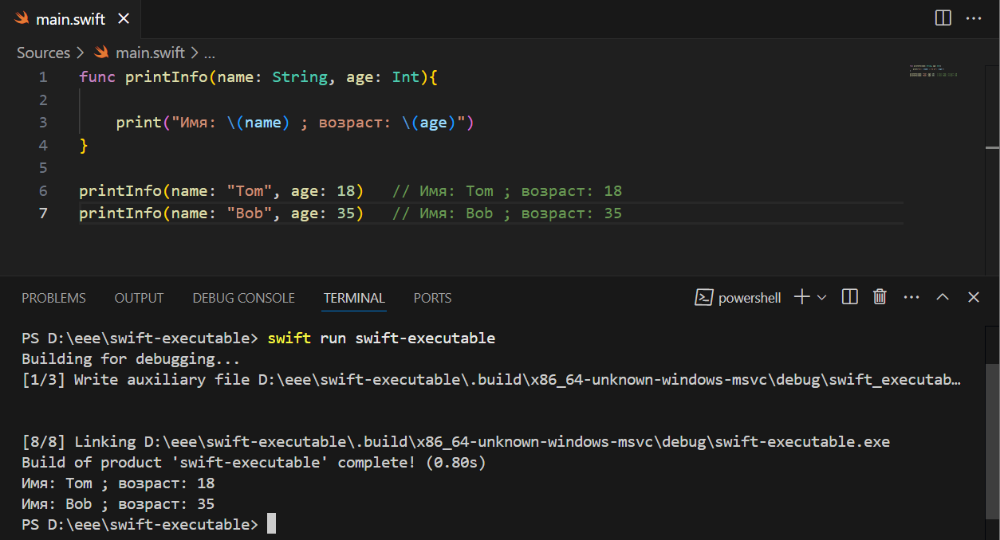 main.swift
Sources > main.swift > ...
1 func printInfo(name: String, age: Int){
2
3     print("Имя: \(name) ; возраст: \(age)")
4 }
5
6 printInfo(name: "Tom", age: 18)   // Имя: Tom ; возраст: 18
7 printInfo(name: "Bob", age: 35)   // Имя: Bob ; возраст: 35
PROBLEMS OUTPUT DEBUG CONSOLE TERMINAL PORTS powershell
PS D:\eee\swift-executable> swift run swift-executable
Building for debugging...
[1/3] Write auxiliary file D:\eee\swift-executable\.build\x86_64-unknown-windows-msvc\debug\swift_executab…
[8/8] Linking D:\eee\swift-executable\.build\x86_64-unknown-windows-msvc\debug\swift-executable.exe
Build of product 'swift-executable' complete! (0.80s)
Имя: Tom ; возраст: 18
Имя: Bob ; возраст: 35
PS D:\eee\swift-executable>